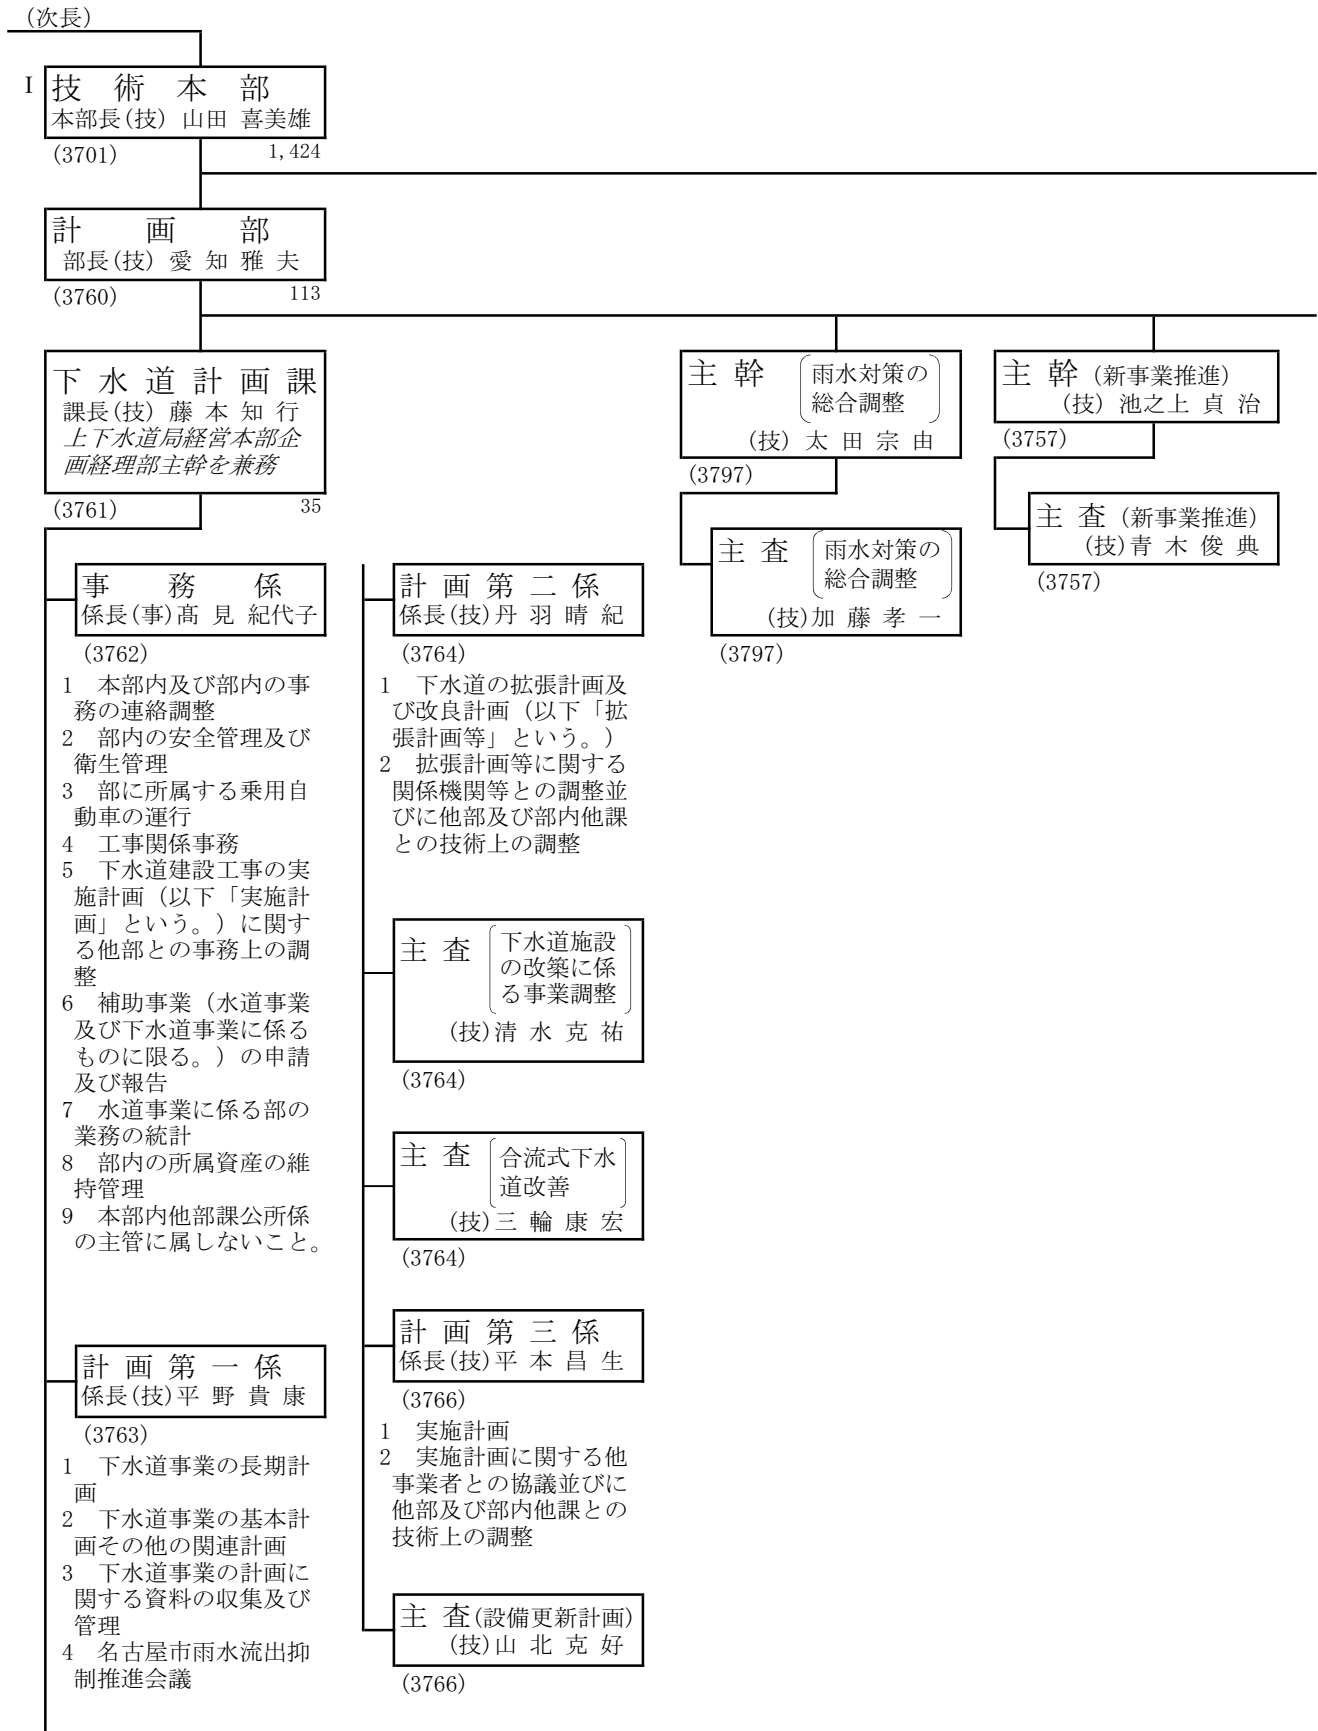 (次長)
Ⅰ 技術本部
本部長(技) 山田 喜美雄
(3701) 1,424
計画部
部長(技) 愛知雅夫
(3760) 113
下水道計画課
課長(技) 藤本知行
上下水道局経営本部企
画経理部主幹を兼務
(3761) 35
事務係
係長(事)髙見紀代子
(3762)
1 本部内及び部内の事
務の連絡調整
2 部内の安全管理及び
衛生管理
3 部に所属する乗用自
動車の運行
4 工事関係事務
5 下水道建設工事の実
施計画（以下「実施計
画」という。）に関す
る他部との事務上の調
整
6 補助事業（水道事業
及び下水道事業に係る
ものに限る。）の申請
及び報告
7 水道事業に係る部の
業務の統計
8 部内の所属資産の維
持管理
9 本部内他部課公所係
の主管に属しないこと。
計画第一係
係長(技)平野貴康
(3763)
1 下水道事業の長期計
画
2 下水道事業の基本計
画その他の関連計画
3 下水道事業の計画に
関する資料の収集及び
管理
4 名古屋市雨水流出抑
制推進会議
計画第二係
係長(技)丹羽晴紀
(3764)
1 下水道の拡張計画及
び改良計画（以下「拡
張計画等」という。）
2 拡張計画等に関する
関係機関等との調整並
びに他部及び部内他課
との技術上の調整
主査 下水道施設
の改築に係
る事業調整
(技)清水克祐
(3764)
主査 合流式下水
道改善
(技)三輪康宏
(3764)
計画第三係
係長(技)平本昌生
(3766)
1 実施計画
2 実施計画に関する他
事業者との協議並びに
他部及び部内他課との
技術上の調整
主査(設備更新計画)
(技)山北克好
(3766)
主幹 雨水対策の
総合調整
(技) 太田宗由
(3797)
主査 雨水対策の
総合調整
(技)加藤孝一
(3797)
主幹(新事業推進)
(技) 池之上貞治
(3757)
主査(新事業推進)
(技)青木俊典
(3757)